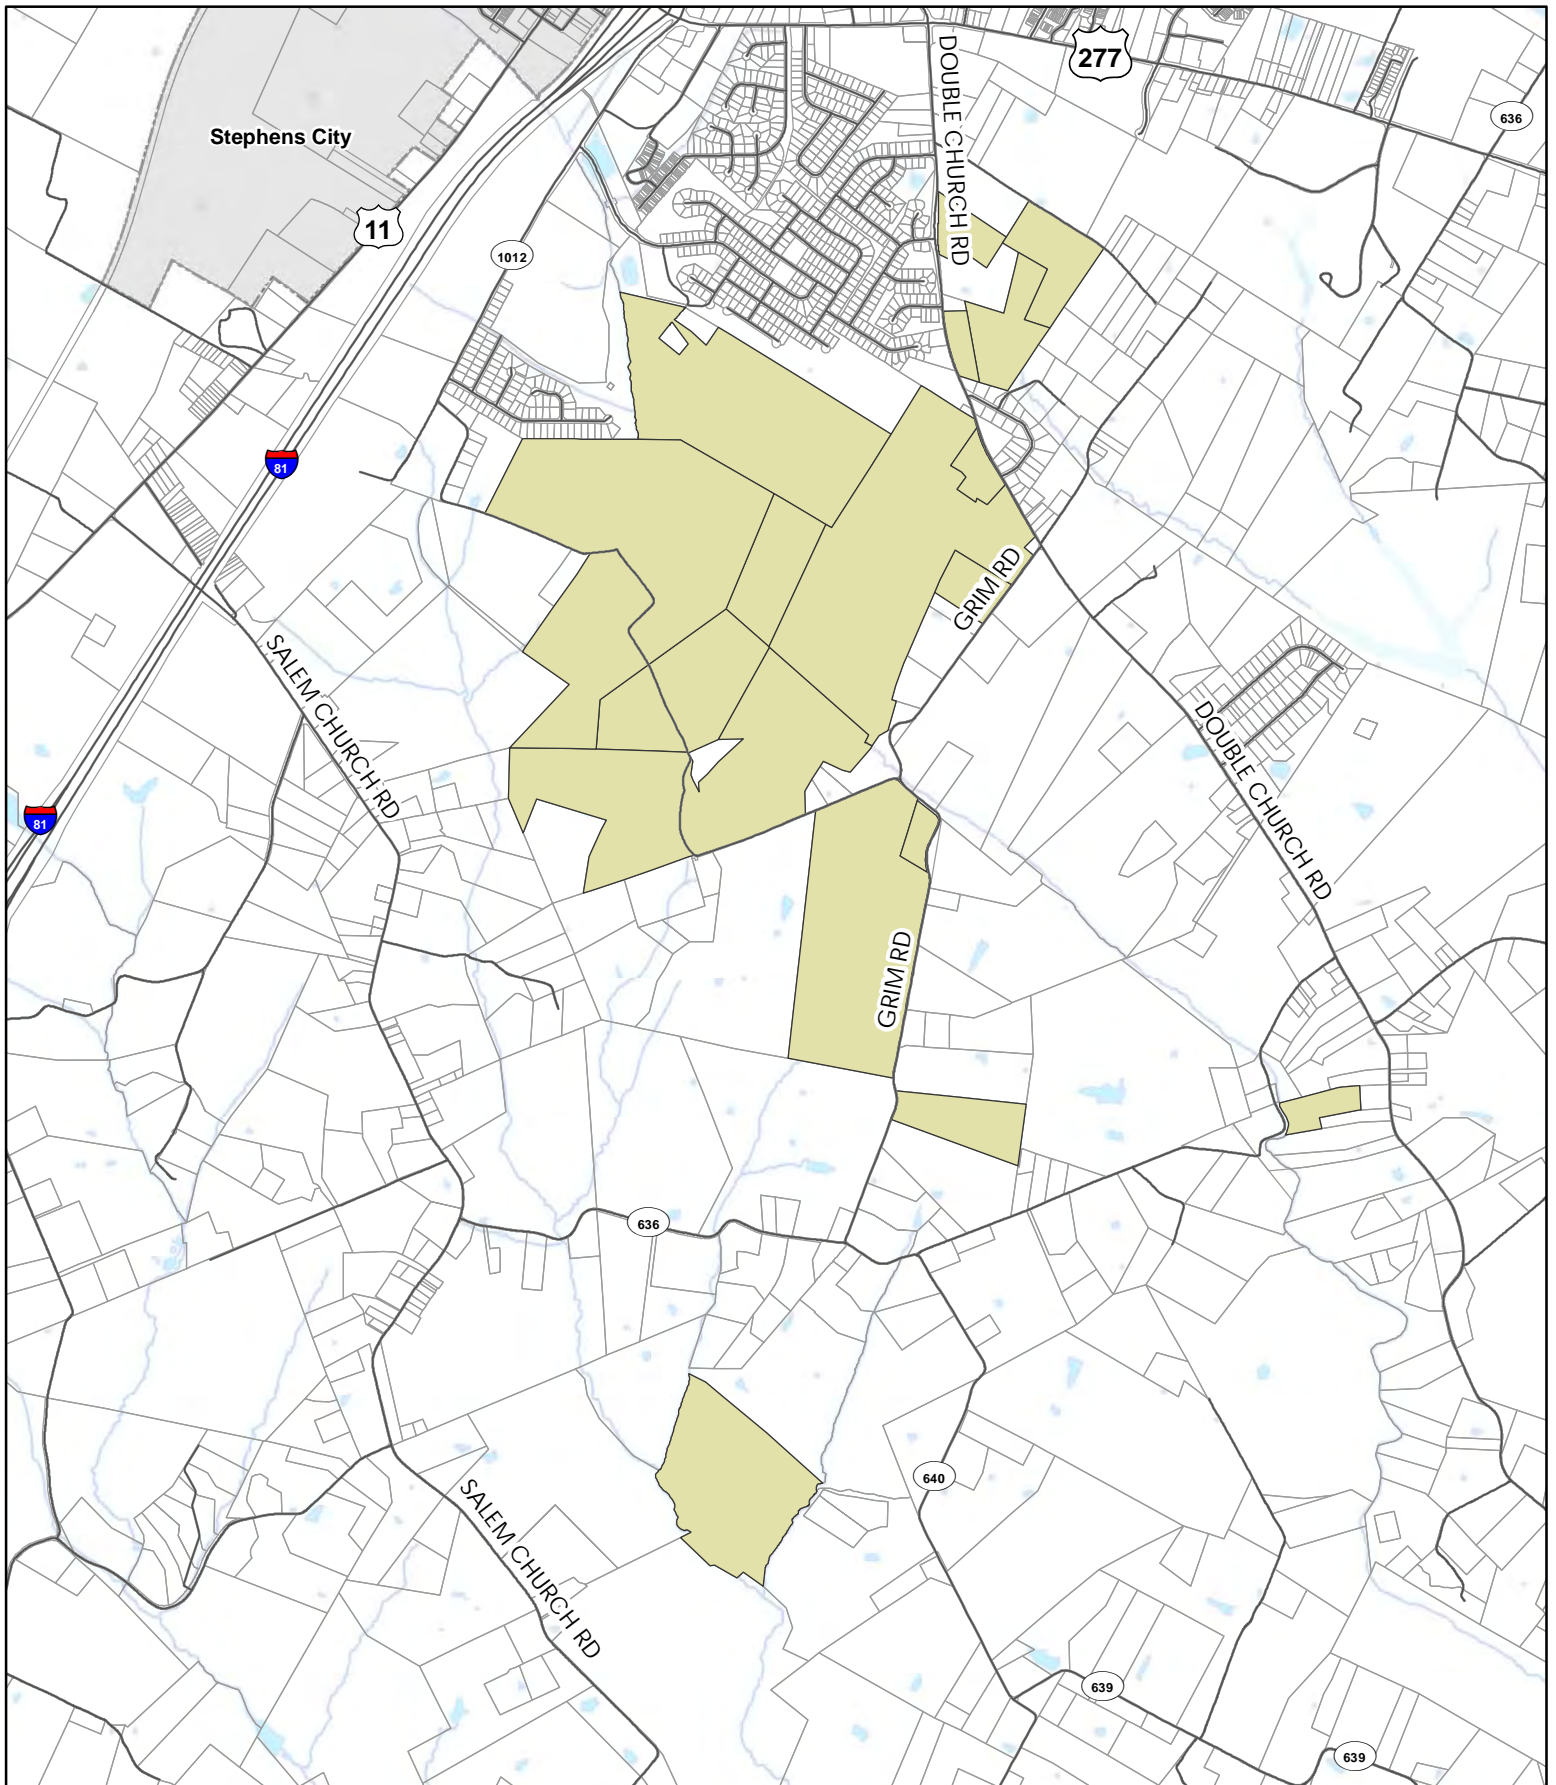 277
DOUBLE CHURCH RD
636
Stephens City
11
1012
81
GRIM RD
SALEM CHURCH RD
DOUBLE CHURCH RD
81
GRIM RD
636
640
SALEM CHURCH RD
639
639